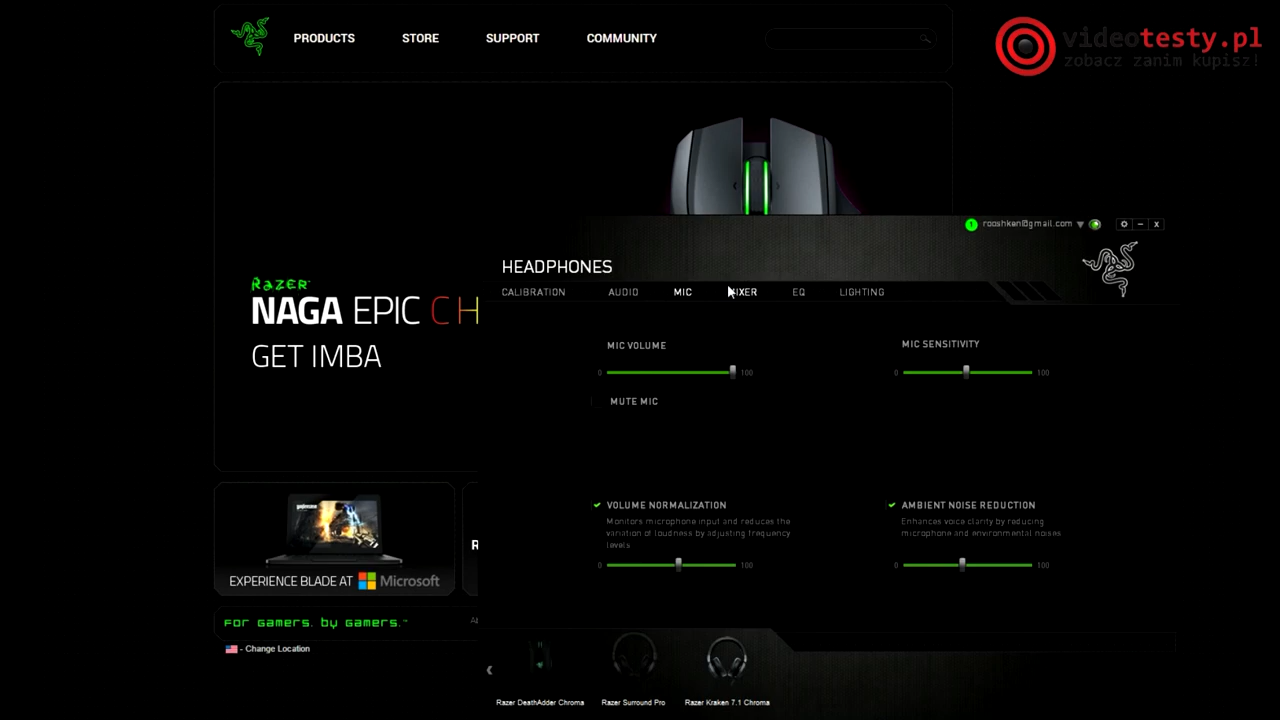 PRODUCTS STORE SUPPORT COMMUNITY
videotesty.pl
zobacz zanim kupisz!
1 rooshken@gmail.com
HEADPHONES
CALIBRATION AUDIO MIC MIXER EQ LIGHTING
RAZER
NAGA EPIC CH
GET IMBA
MIC VOLUME
0 100
MUTE MIC
MIC SENSITIVITY
0 100
VOLUME NORMALIZATION
Monitors microphone input and reduces the
variation of loudness by adjusting frequency
levels
0 100
AMBIENT NOISE REDUCTION
Enhances voice clarity by reducing
microphone and environmental noises
0 100
EXPERIENCE BLADE AT Microsoft
R
For Gamers. by Gamers.™
- Change Location
Razer DeathAdder Chroma Razer Surround Pro Razer Kraken 7.1 Chroma